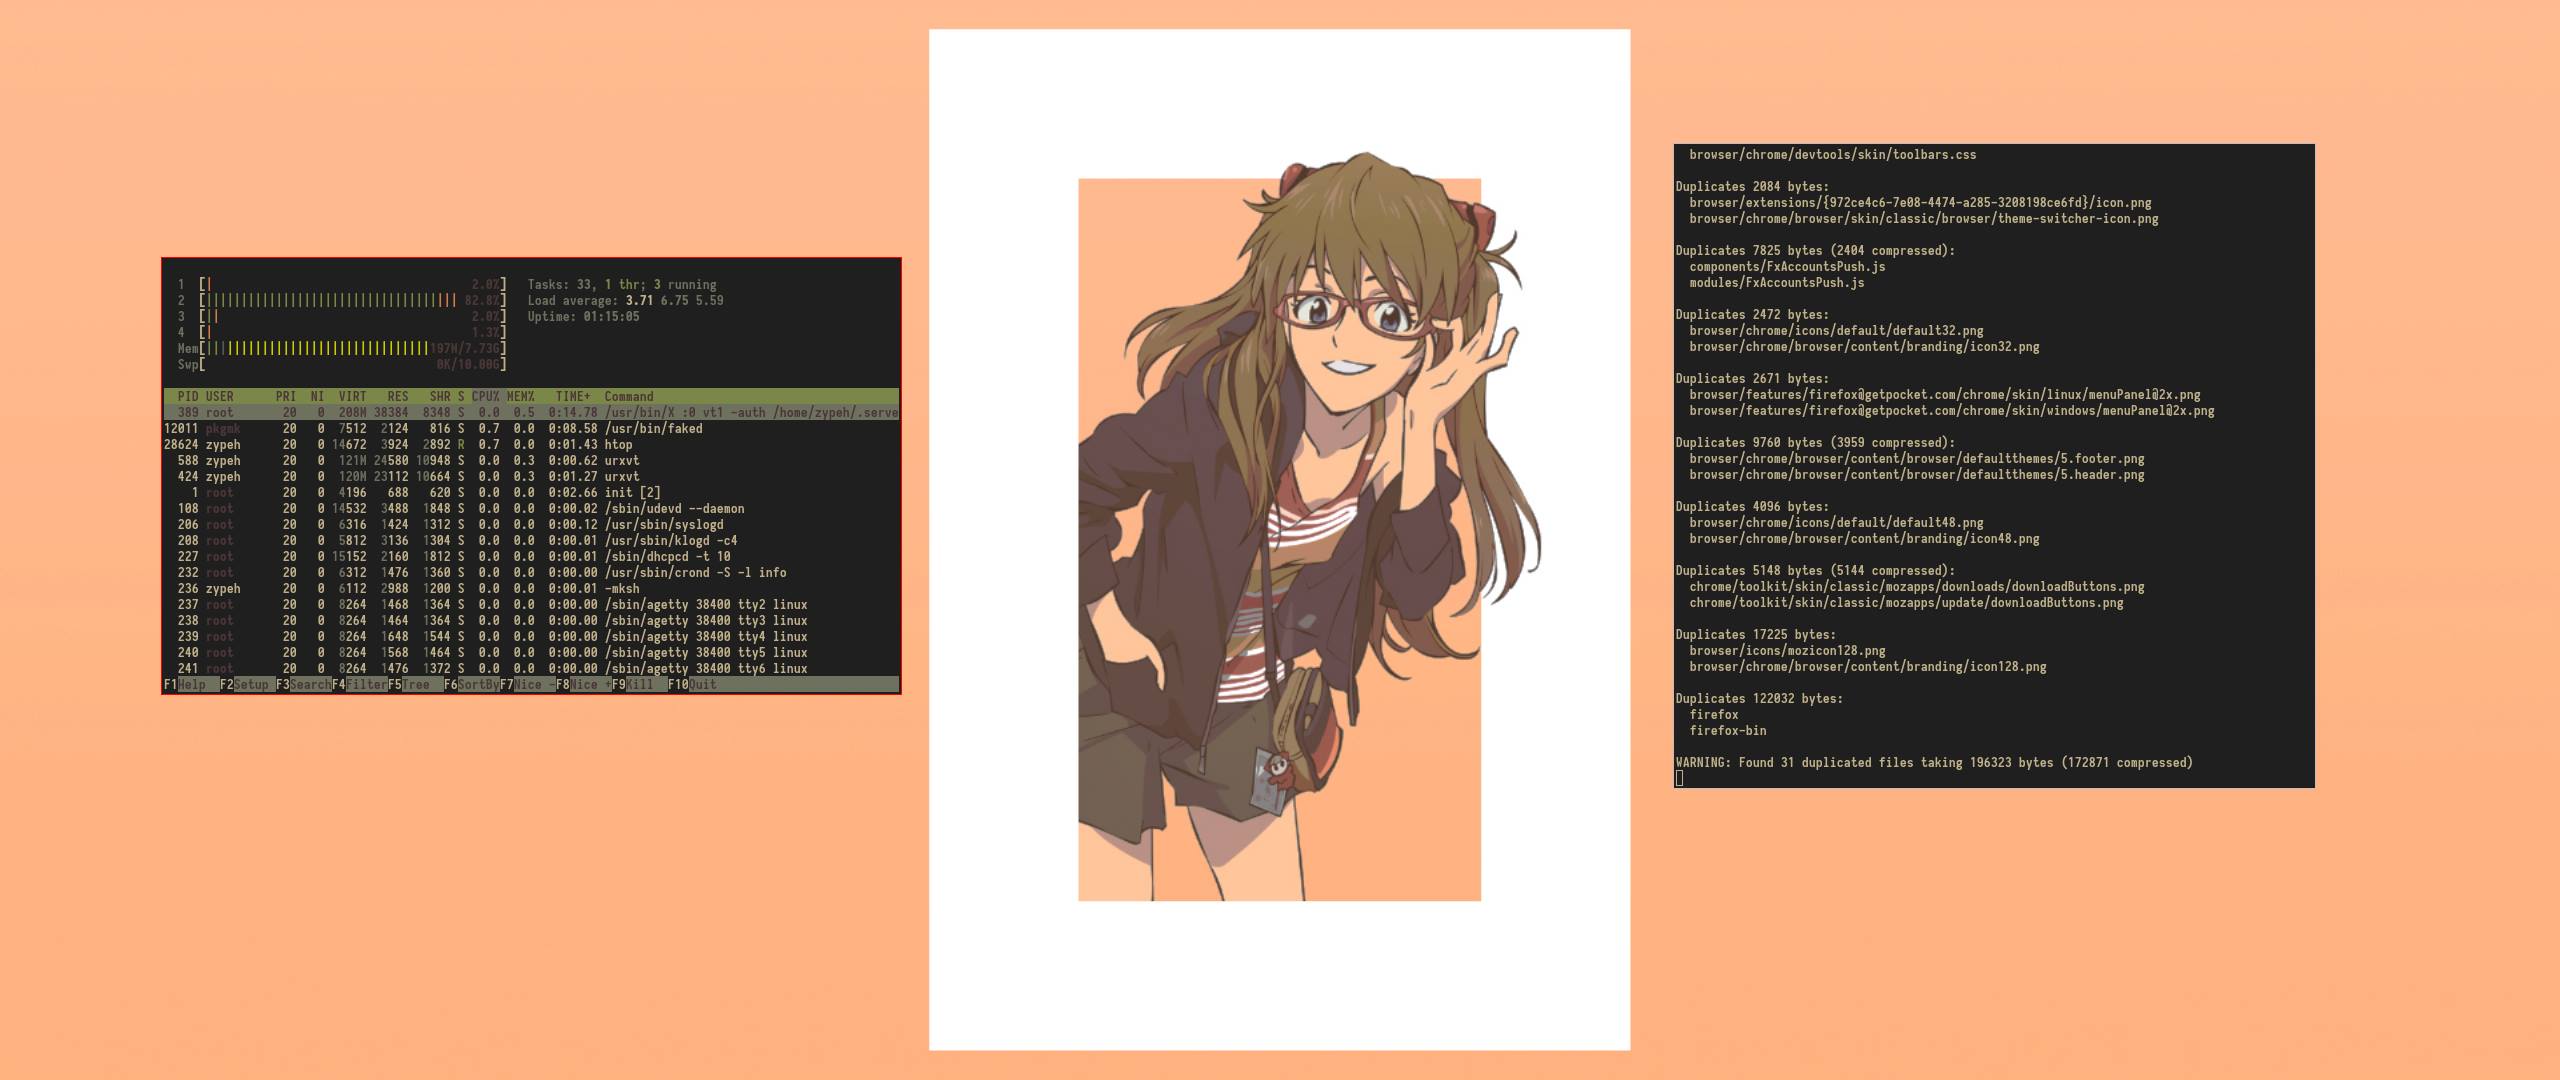 1 [| 2.0%] Tasks: 33, 1 thr; 3 running
2 [||||||||||||||||||||||||||||||||||||| 82.8%] Load average: 3.71 6.75 5.59
3 [|| 2.0%] Uptime: 01:15:05
4 [| 1.3%]
Mem[||||||||||||||||||||||||||||||||197M/7.73G]
Swp[ 0K/10.00G]
PID USER PRI NI VIRT RES SHR S CPU% MEM% TIME+ Command
389 root 20 0 208M 38384 8348 S 0.0 0.5 0:14.78 /usr/bin/X :0 vt1 -auth /home/zypeh/.serve
12011 pkgmk 20 0 7512 2124 816 S 0.7 0.0 0:08.58 /usr/bin/faked
28624 zypeh 20 0 14672 3924 2892 R 0.7 0.0 0:01.43 htop
588 zypeh 20 0 121M 24580 10948 S 0.0 0.3 0:00.62 urxvt
424 zypeh 20 0 120M 23112 10664 S 0.0 0.3 0:01.27 urxvt
1 root 20 0 4196 688 620 S 0.0 0.0 0:02.66 init [2]
108 root 20 0 14532 3488 1848 S 0.0 0.0 0:00.02 /sbin/udevd --daemon
206 root 20 0 6316 1424 1312 S 0.0 0.0 0:00.12 /usr/sbin/syslogd
208 root 20 0 5812 3136 1304 S 0.0 0.0 0:00.01 /usr/sbin/klogd -c4
227 root 20 0 15152 2160 1812 S 0.0 0.0 0:00.01 /sbin/dhcpcd -t 10
232 root 20 0 6312 1476 1360 S 0.0 0.0 0:00.00 /usr/sbin/crond -S -l info
236 zypeh 20 0 6112 2988 1200 S 0.0 0.0 0:00.01 -mksh
237 root 20 0 8264 1468 1364 S 0.0 0.0 0:00.00 /sbin/agetty 38400 tty2 linux
238 root 20 0 8264 1464 1364 S 0.0 0.0 0:00.00 /sbin/agetty 38400 tty3 linux
239 root 20 0 8264 1648 1544 S 0.0 0.0 0:00.00 /sbin/agetty 38400 tty4 linux
240 root 20 0 8264 1568 1464 S 0.0 0.0 0:00.00 /sbin/agetty 38400 tty5 linux
241 root 20 0 8264 1476 1372 S 0.0 0.0 0:00.00 /sbin/agetty 38400 tty6 linux
F1Help F2Setup F3SearchF4FilterF5Tree F6SortByF7Nice -F8Nice +F9Kill F10Quit
browser/chrome/devtools/skin/toolbars.css
Duplicates 2084 bytes:
browser/extensions/{972ce4c6-7e08-4474-a285-3208198ce6fd}/icon.png
browser/chrome/browser/skin/classic/browser/theme-switcher-icon.png
Duplicates 7825 bytes (2404 compressed):
components/FxAccountsPush.js
modules/FxAccountsPush.js
Duplicates 2472 bytes:
browser/chrome/icons/default/default32.png
browser/chrome/browser/content/branding/icon32.png
Duplicates 2671 bytes:
browser/features/firefox@getpocket.com/chrome/skin/linux/menuPanel@2x.png
browser/features/firefox@getpocket.com/chrome/skin/windows/menuPanel@2x.png
Duplicates 9760 bytes (3959 compressed):
browser/chrome/browser/content/browser/defaultthemes/5.footer.png
browser/chrome/browser/content/browser/defaultthemes/5.header.png
Duplicates 4096 bytes:
browser/chrome/icons/default/default48.png
browser/chrome/browser/content/branding/icon48.png
Duplicates 5148 bytes (5144 compressed):
chrome/toolkit/skin/classic/mozapps/downloads/downloadButtons.png
chrome/toolkit/skin/classic/mozapps/update/downloadButtons.png
Duplicates 17225 bytes:
browser/icons/mozicon128.png
browser/chrome/browser/content/branding/icon128.png
Duplicates 122032 bytes:
firefox
firefox-bin
WARNING: Found 31 duplicated files taking 196323 bytes (172871 compressed)